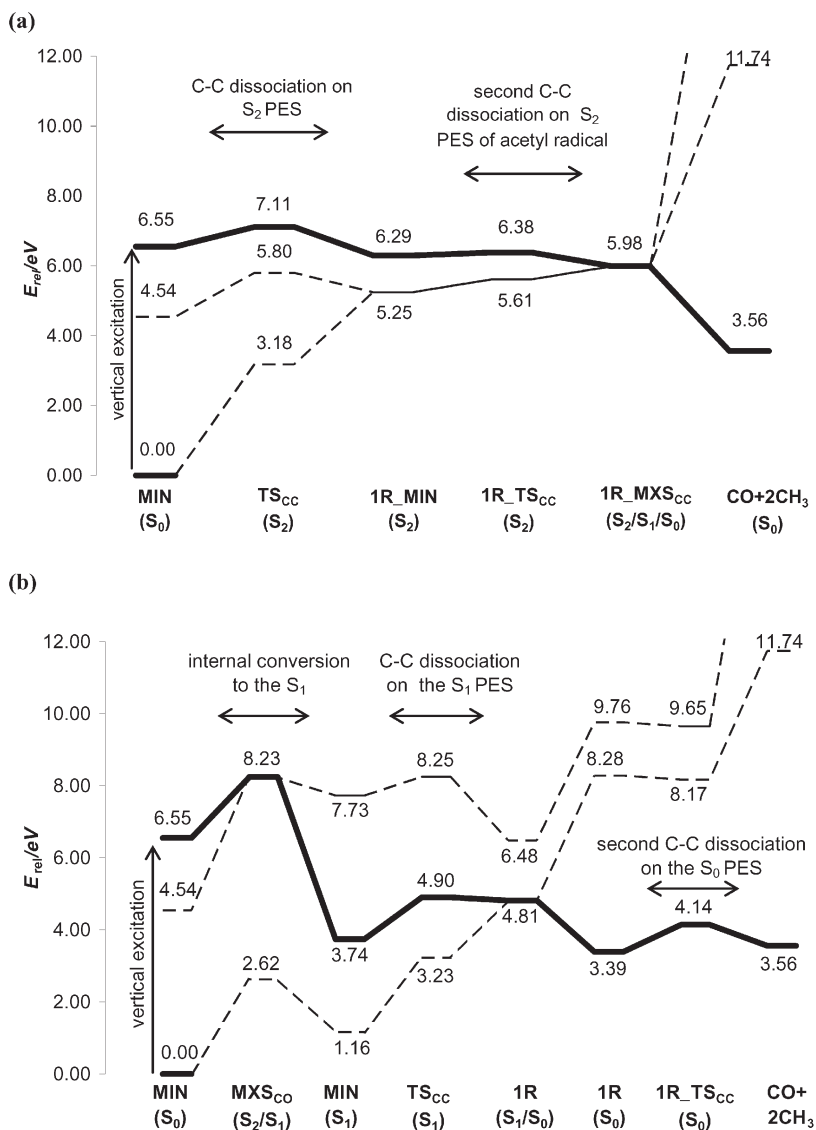 (a)
12.00
10.00
8.00
6.00
4.00
2.00
0.00
E_rel/eV
vertical excitation
C-C dissociation on
S₂ PES
second C-C
dissociation on S₂
PES of acetyl radical
6.55
4.54
0.00
7.11
5.80
3.18
6.29
5.25
6.38
5.61
5.98
11.74
3.56
MIN
(S₀)
TS_CC
(S₂)
1R_MIN
(S₂)
1R_TS_CC
(S₂)
1R_MXS_CC
(S₂/S₁/S₀)
CO+2CH₃
(S₀)
(b)
12.00
10.00
8.00
6.00
4.00
2.00
0.00
E_rel/eV
vertical excitation
internal conversion
to the S₁
C-C dissociation
on the S₁ PES
second C-C dissociation
on the S₀ PES
6.55
4.54
0.00
8.23
2.62
7.73
3.74
1.16
8.25
4.90
3.23
6.48
4.81
9.76
8.28
3.39
9.65
8.17
4.14
11.74
3.56
MIN
(S₀)
MXS_CO
(S₂/S₁)
MIN
(S₁)
TS_CC
(S₁)
1R
(S₁/S₀)
1R
(S₀)
1R_TS_CC
(S₀)
CO+
2CH₃